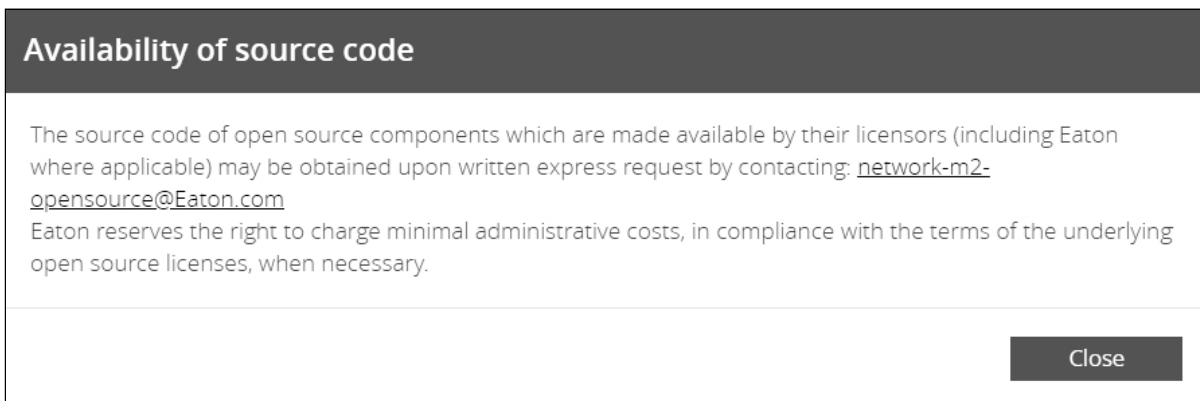 Availability of source code
The source code of open source components which are made available by their licensors (including Eaton
where applicable) may be obtained upon written express request by contacting: network-m2-
opensource@Eaton.com
Eaton reserves the right to charge minimal administrative costs, in compliance with the terms of the underlying
open source licenses, when necessary.
Close